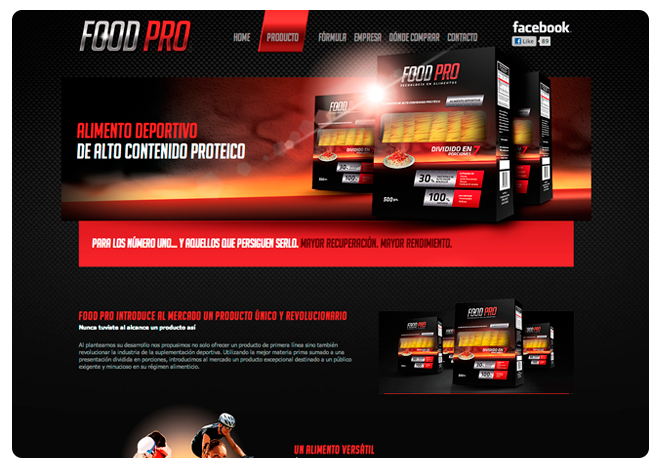 FOOD PRO
HOME PRODUCTO FÓRMULA EMPRESA DÓNDE COMPRAR CONTACTO
facebook
Like 89
FOOD PRO
TECNOLOGÍA EN ALIMENTOS
ALIMENTO DEPORTIVO
DIVIDIDO EN 7
PORCIONES
30%
100%
500
ALIMENTO DEPORTIVO
DE ALTO CONTENIDO PROTEICO
PARA LOS NÚMERO UNO... Y AQUELLOS QUE PERSIGUEN SERLO. MAYOR RECUPERACIÓN. MAYOR RENDIMIENTO.
FOOD PRO INTRODUCE AL MERCADO UN PRODUCTO ÚNICO Y REVOLUCIONARIO
Nunca tuviste al alcance un producto así
Al plantearnos su desarrollo nos propusimos no solo ofrecer un producto de primera línea sino también
revolucionar la industria de la suplementación deportiva. Utilizando la mejor materia prima sumado a una
presentación dividida en porciones, introducimos al mercado un producto excepcional destinado a un público
exigente y minucioso en su régimen alimenticio.
FOOD PRO
UN ALIMENTO VERSÁTIL